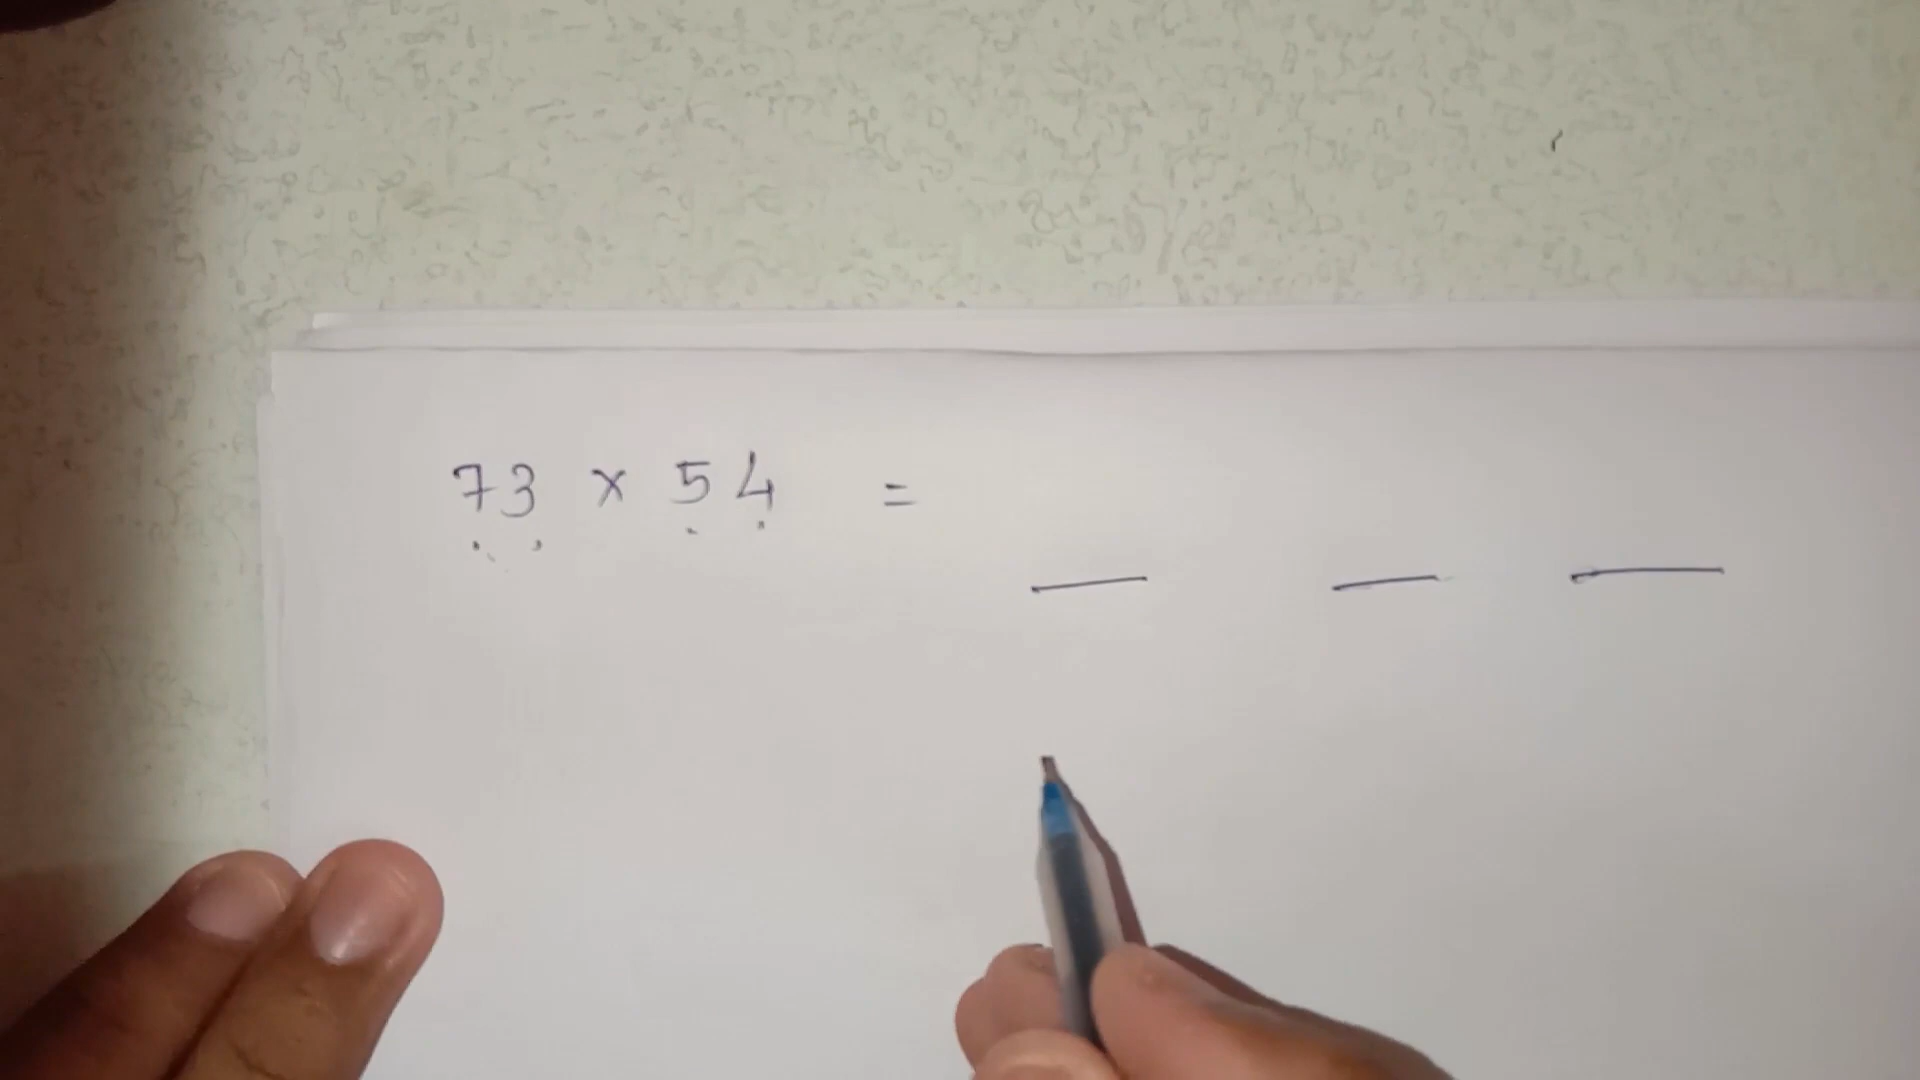 73 × 54 =